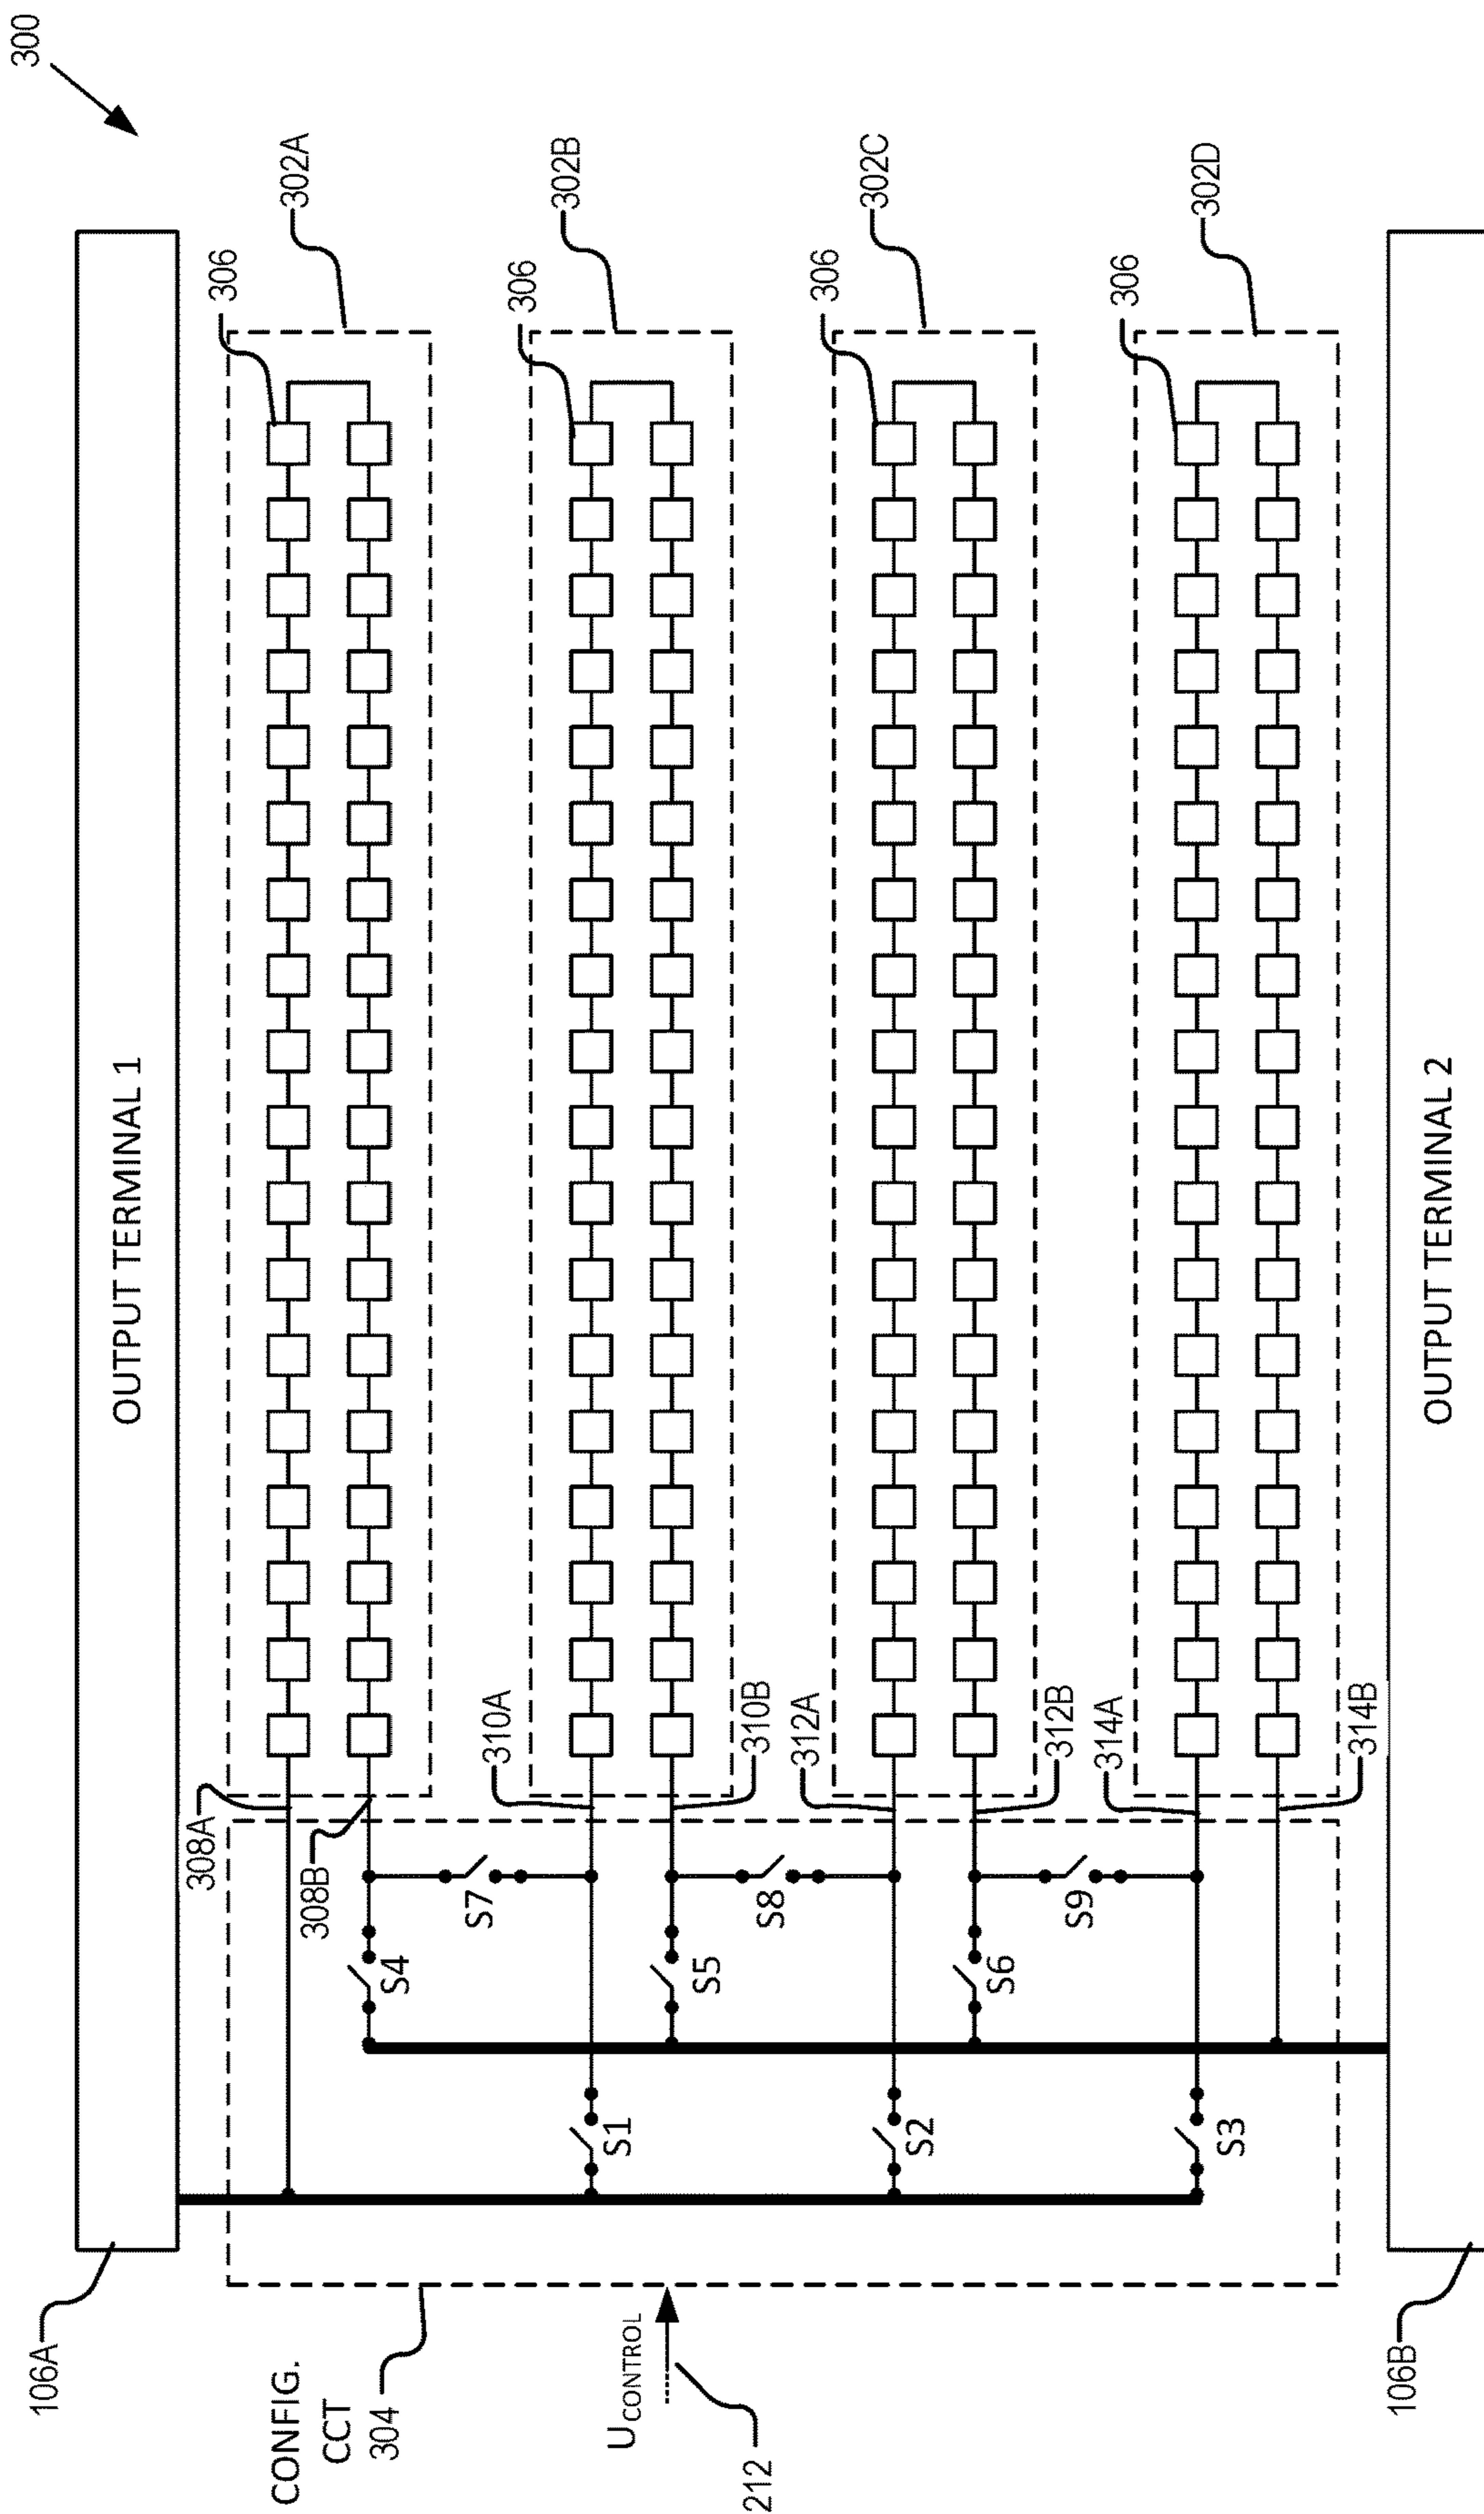 300
106A
OUTPUT TERMINAL 1
CONFIG.
CCT
304
308A
306
302A
308B
S4
S7
U CONTROL
212
S1
S5
310A
310B
306
302B
S8
S2
S6
312A
312B
306
302C
S9
S3
314A
314B
306
302D
106B
OUTPUT TERMINAL 2